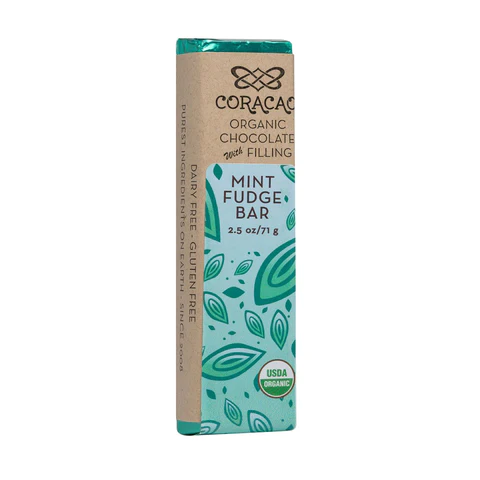 CORACAO
ORGANIC
CHOCOLATE
With FILLING
MINT
FUDGE
BAR
2.5 oz/71 g
USDA
ORGANIC
DAIRY FREE - GLUTEN FREE
PUREST INGREDIENTS ON EARTH SINCE 2006